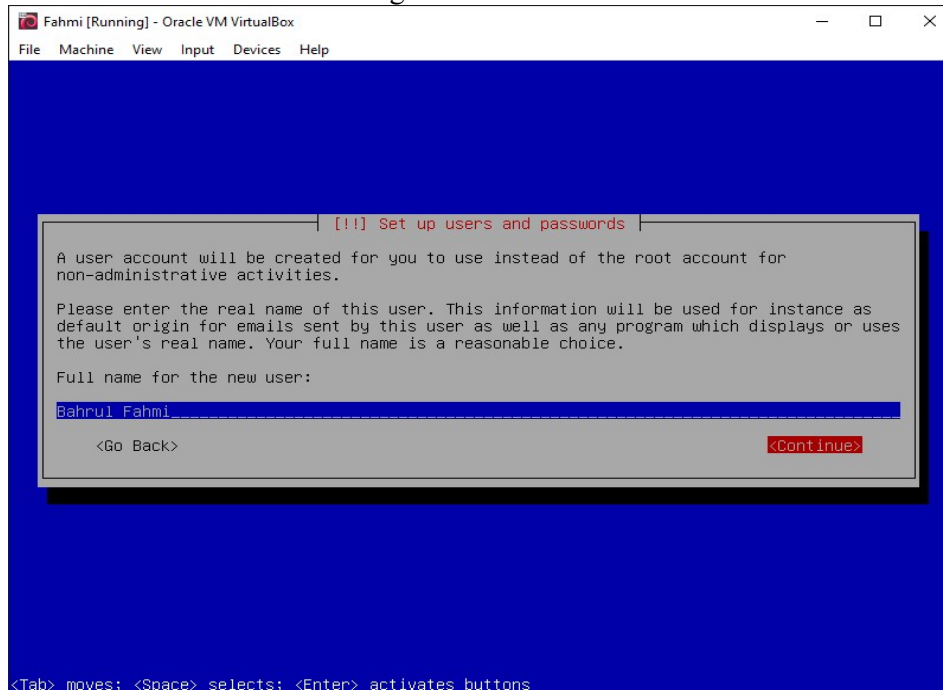 Fahmi [Running] - Oracle VM VirtualBox
File Machine View Input Devices Help
[!!] Set up users and passwords
A user account will be created for you to use instead of the root account for
non-administrative activities.
Please enter the real name of this user. This information will be used for instance as
default origin for emails sent by this user as well as any program which displays or uses
the user's real name. Your full name is a reasonable choice.
Full name for the new user:
Bahrul Fahmi
<Go Back> <Continue>
<Tab> moves; <Space> selects; <Enter> activates buttons